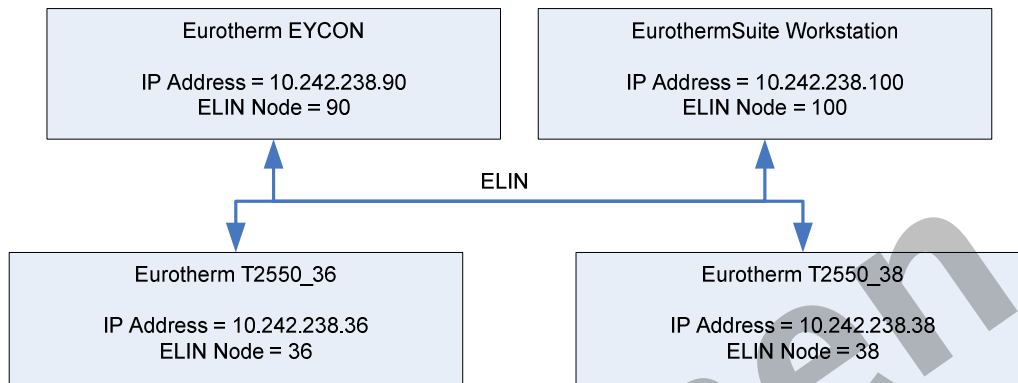 Eurotherm EYCON
IP Address = 10.242.238.90
ELIN Node = 90
EurothermSuite Workstation
IP Address = 10.242.238.100
ELIN Node = 100
ELIN
Eurotherm T2550_36
IP Address = 10.242.238.36
ELIN Node = 36
Eurotherm T2550_38
IP Address = 10.242.238.38
ELIN Node = 38
en